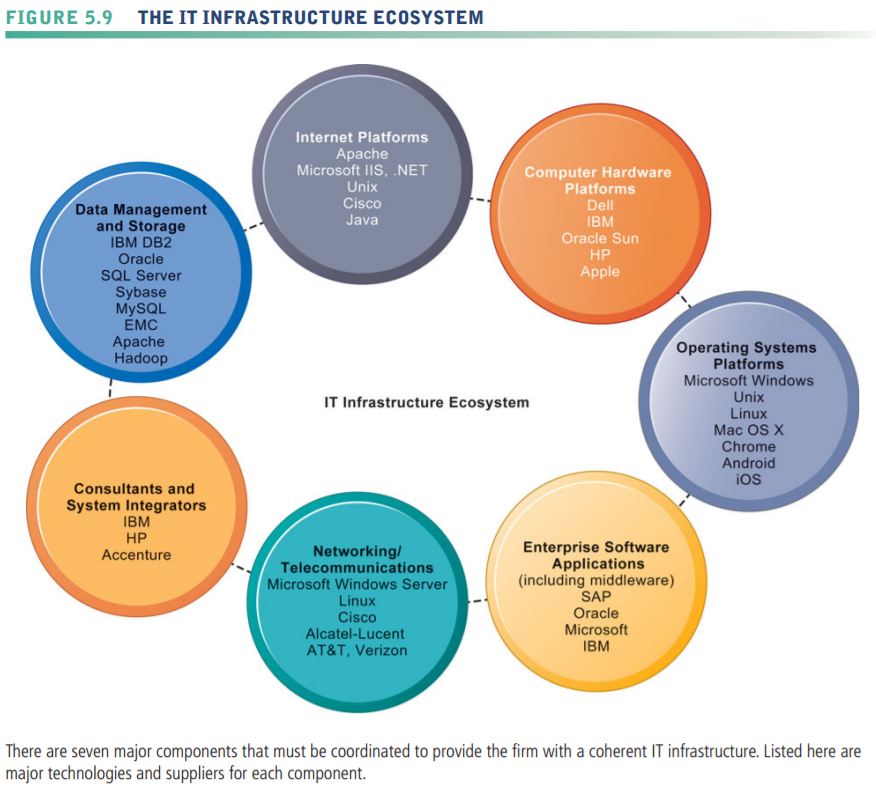 FIGURE 5.9 THE IT INFRASTRUCTURE ECOSYSTEM
Internet Platforms
Apache
Microsoft IIS, .NET
Unix
Cisco
Java
Computer Hardware
Platforms
Dell
IBM
Oracle Sun
HP
Apple
Data Management
and Storage
IBM DB2
Oracle
SQL Server
Sybase
MySQL
EMC
Apache
Hadoop
Operating Systems
Platforms
Microsoft Windows
Unix
Linux
Mac OS X
Chrome
Android
iOS
IT Infrastructure Ecosystem
Consultants and
System Integrators
IBM
HP
Accenture
Networking/
Telecommunications
Microsoft Windows Server
Linux
Cisco
Alcatel-Lucent
AT&T, Verizon
Enterprise Software
Applications
(including middleware)
SAP
Oracle
Microsoft
IBM
There are seven major components that must be coordinated to provide the firm with a coherent IT infrastructure. Listed here are
major technologies and suppliers for each component.